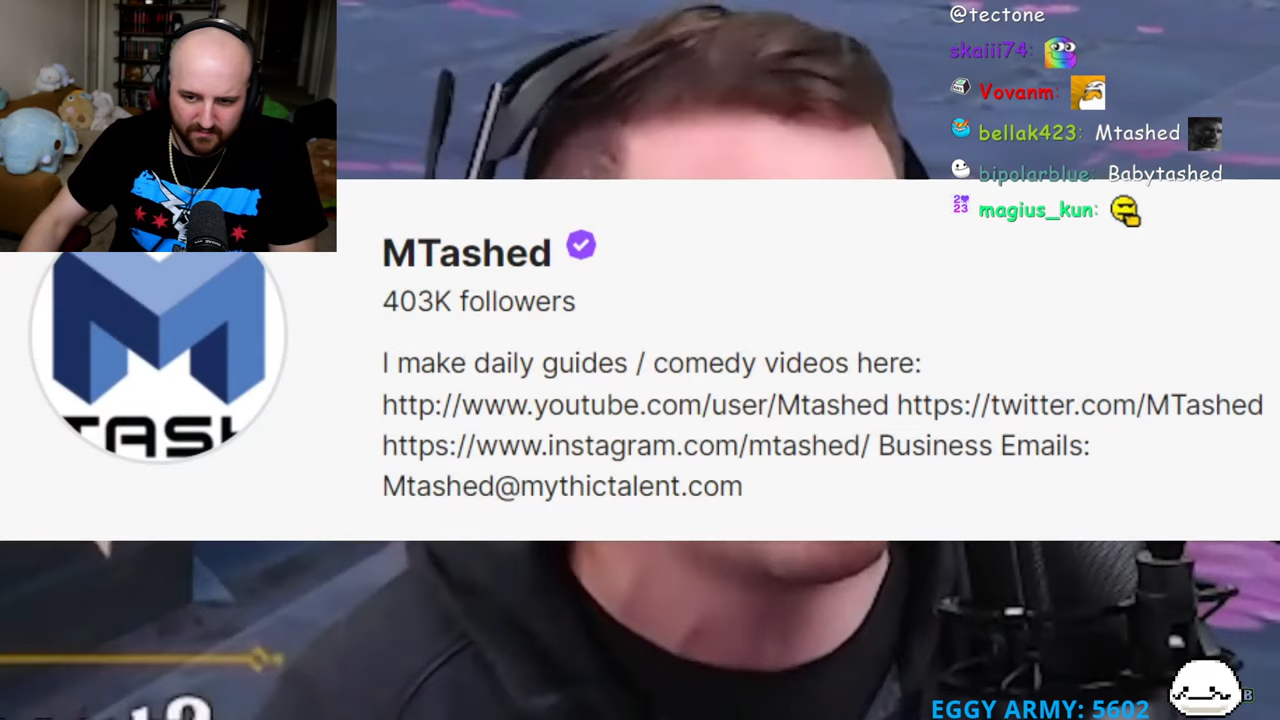 @tectone
skaiii74:
Vovanm:
bellak423: Mtashed
bipolarblue: Babytashed
magius_kun:
MTashed
403K followers
I make daily guides / comedy videos here:
http://www.youtube.com/user/Mtashed https://twitter.com/MTashed
https://www.instagram.com/mtashed/ Business Emails:
Mtashed@mythictalent.com
EGGY ARMY: 5602